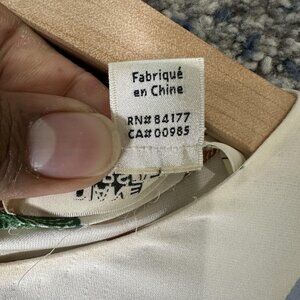 Fabriqué
en Chine
RN# 84177
CA# 00985